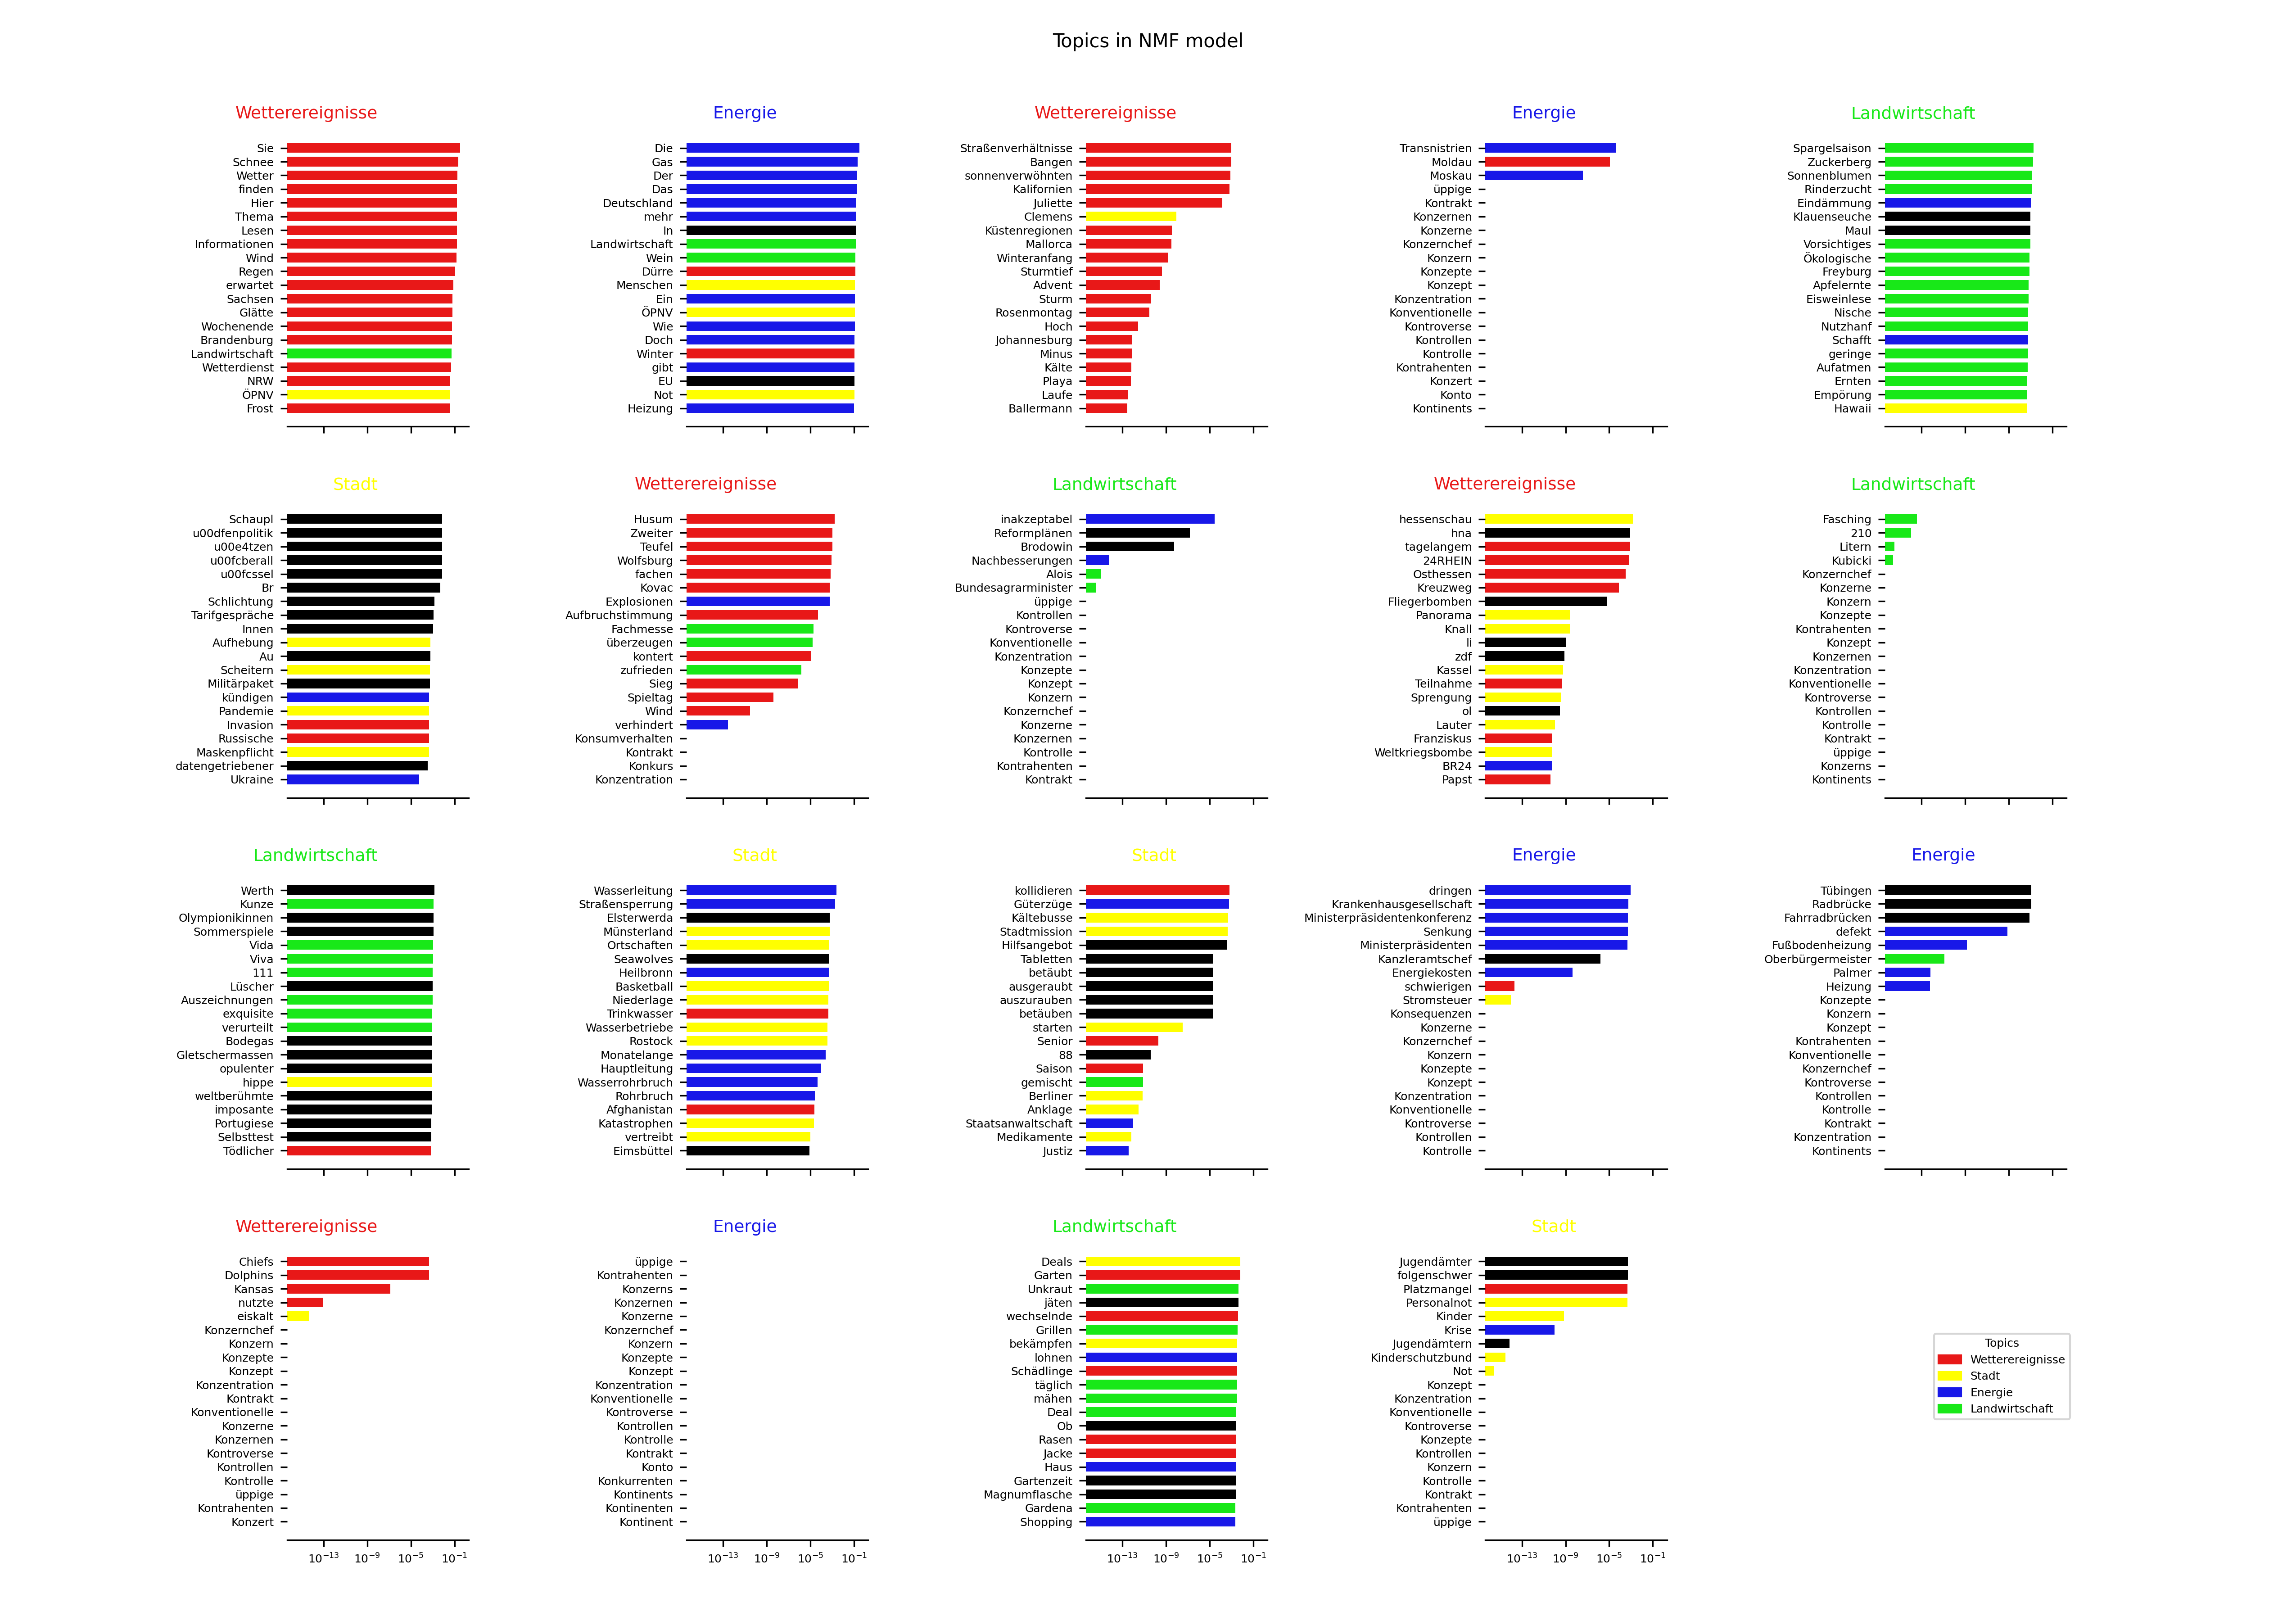 Topics in NMF model
Wetterereignisse
Sie
Schnee
Wetter
finden
Hier
Thema
Lesen
Informationen
Wind
Regen
erwartet
Sachsen
Glätte
Wochenende
Brandenburg
Landwirtschaft
Wetterdienst
NRW
ÖPNV
Frost
Energie
Die
Gas
Der
Das
Deutschland
mehr
In
Landwirtschaft
Wein
Dürre
Menschen
Ein
ÖPNV
Wie
Doch
Winter
gibt
EU
Not
Heizung
Wetterereignisse
Straßenverhältnisse
Bangen
sonnenverwöhnten
Kalifornien
Juliette
Clemens
Küstenregionen
Mallorca
Winteranfang
Sturmtief
Advent
Sturm
Rosenmontag
Hoch
Johannesburg
Minus
Kälte
Playa
Laufe
Ballermann
Energie
Transnistrien
Moldau
Moskau
üppige
Kontrakt
Konzernen
Konzerne
Konzernchef
Konzern
Konzepte
Konzept
Konzentration
Konventionelle
Kontroverse
Kontrollen
Kontrolle
Kontrahenten
Konzert
Konto
Kontinents
Landwirtschaft
Spargelsaison
Zuckerberg
Sonnenblumen
Rinderzucht
Eindämmung
Klauenseuche
Maul
Vorsichtiges
Ökologische
Freyburg
Apfelernte
Eisweinlese
Nische
Nutzhanf
Schafft
geringe
Aufatmen
Ernten
Empörung
Hawaii
Stadt
Schaupl
u00dfenpolitik
u00e4tzen
u00fcberall
u00fcssel
Br
Schlichtung
Tarifgespräche
Innen
Aufhebung
Au
Scheitern
Militärpaket
kündigen
Pandemie
Invasion
Russische
Maskenpflicht
datengetriebener
Ukraine
Wetterereignisse
Husum
Zweiter
Teufel
Wolfsburg
fachen
Kovac
Explosionen
Aufbruchstimmung
Fachmesse
überzeugen
kontert
zufrieden
Sieg
Spieltag
Wind
verhindert
Konsumverhalten
Kontrakt
Konkurs
Konzentration
Landwirtschaft
inakzeptabel
Reformplänen
Brodowin
Nachbesserungen
Alois
Bundesagrarminister
üppige
Kontrollen
Kontroverse
Konventionelle
Konzentration
Konzepte
Konzept
Konzern
Konzernchef
Konzerne
Konzernen
Kontrolle
Kontrahenten
Kontrakt
Wetterereignisse
hessenschau
hna
tagelangem
24RHEIN
Osthessen
Kreuzweg
Fliegerbomben
Panorama
Knall
li
zdf
Kassel
Teilnahme
Sprengung
ol
Lauter
Franziskus
Weltkriegsbombe
BR24
Papst
Landwirtschaft
Fasching
210
Litern
Kubicki
Konzernchef
Konzerne
Konzern
Konzepte
Kontrahenten
Konzept
Konzernen
Konzentration
Konventionelle
Kontroverse
Kontrollen
Kontrolle
Kontrakt
üppige
Konzerns
Kontinents
Landwirtschaft
Werth
Kunze
Olympionikinnen
Sommerspiele
Vida
Viva
111
Lüscher
Auszeichnungen
exquisite
verurteilt
Bodegas
Gletschermassen
opulenter
hippe
weltberühmte
imposante
Portugiese
Selbsttest
Tödlicher
Stadt
Wasserleitung
Straßensperrung
Elsterwerda
Münsterland
Ortschaften
Seawolves
Heilbronn
Basketball
Niederlage
Trinkwasser
Wasserbetriebe
Rostock
Monatelange
Hauptleitung
Wasserrohrbruch
Rohrbruch
Afghanistan
Katastrophen
vertreibt
Eimsbüttel
Stadt
kollidieren
Güterzüge
Kältebusse
Stadtmission
Hilfsangebot
Tabletten
betäubt
ausgeraubt
auszurauben
betäuben
starten
Senior
88
Saison
gemischt
Berliner
Anklage
Staatsanwaltschaft
Medikamente
Justiz
Energie
dringen
Krankenhausgesellschaft
Ministerpräsidentenkonferenz
Senkung
Ministerpräsidenten
Kanzleramtschef
Energiekosten
schwierigen
Stromsteuer
Konsequenzen
Konzerne
Konzernchef
Konzern
Konzepte
Konzept
Konzentration
Konventionelle
Kontroverse
Kontrollen
Kontrolle
Energie
Tübingen
Radbrücke
Fahrradbrücken
defekt
Fußbodenheizung
Oberbürgermeister
Palmer
Heizung
Konzepte
Konzern
Konzept
Kontrahenten
Konventionelle
Konzernchef
Kontroverse
Kontrollen
Kontrolle
Kontrakt
Konzentration
Kontinents
Wetterereignisse
Chiefs
Dolphins
Kansas
nutzte
eiskalt
Konzernchef
Konzern
Konzepte
Konzept
Konzentration
Kontrakt
Konventionelle
Konzerne
Konzernen
Kontroverse
Kontrollen
Kontrolle
üppige
Kontrahenten
Konzert
10⁻¹³ 10⁻⁹ 10⁻⁵ 10⁻¹
Energie
üppige
Kontrahenten
Konzerns
Konzernen
Konzerne
Konzernchef
Konzern
Konzepte
Konzept
Konzentration
Konventionelle
Kontroverse
Kontrollen
Kontrolle
Kontrakt
Konto
Konkurrenten
Kontinents
Kontinenten
Kontinent
10⁻¹³ 10⁻⁹ 10⁻⁵ 10⁻¹
Landwirtschaft
Deals
Garten
Unkraut
jäten
wechselnde
Grillen
bekämpfen
lohnen
Schädlinge
täglich
mähen
Deal
Ob
Rasen
Jacke
Haus
Gartenzeit
Magnumflasche
Gardena
Shopping
10⁻¹³ 10⁻⁹ 10⁻⁵ 10⁻¹
Stadt
Jugendämter
folgenschwer
Platzmangel
Personalnot
Kinder
Krise
Jugendämtern
Kinderschutzbund
Not
Konzept
Konzentration
Konventionelle
Kontroverse
Konzepte
Kontrollen
Konzern
Kontrolle
Kontrakt
Kontrahenten
üppige
10⁻¹³ 10⁻⁹ 10⁻⁵ 10⁻¹
Topics
Wetterereignisse
Stadt
Energie
Landwirtschaft